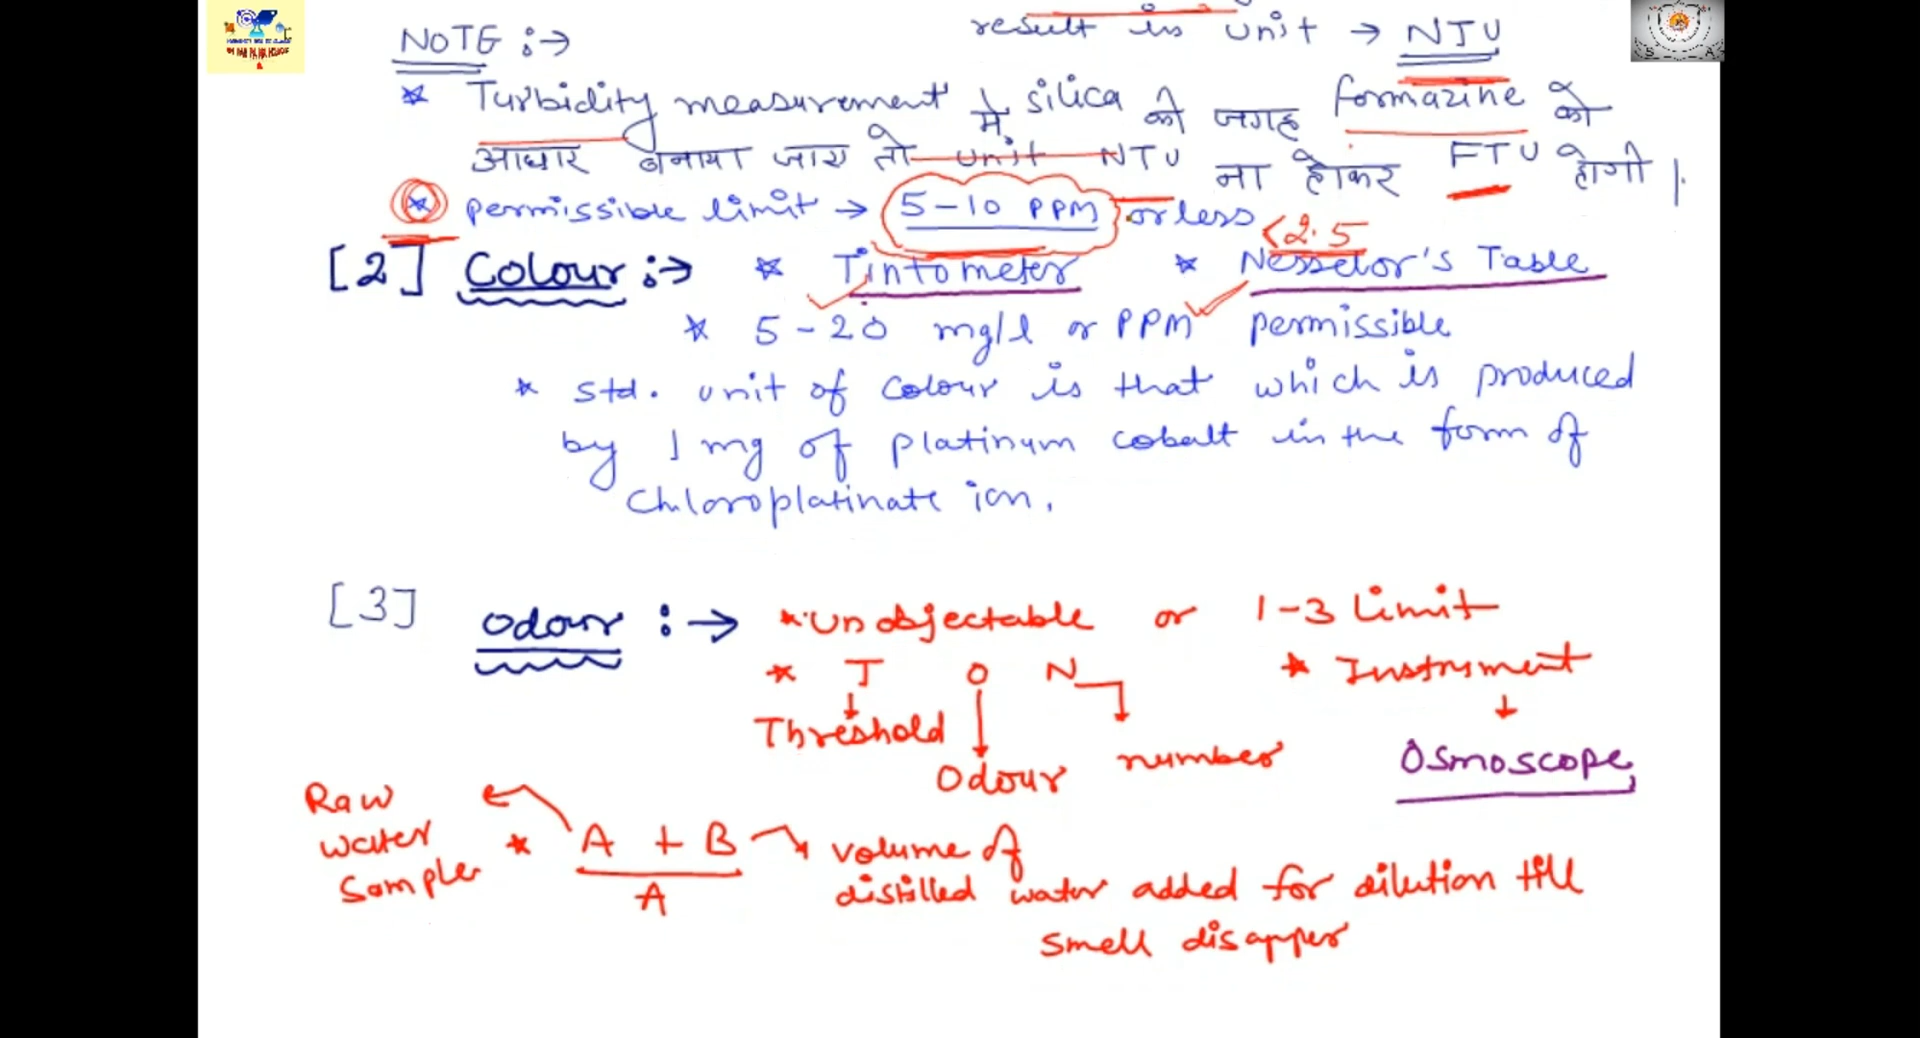 result in unit → NTU
NOTE :→
* Turbidity measurement में silica की जगह formazine को
आधार बनाया जाए तो unit NTU ना होकर FTU होगी |
* permissible limit → 5-10 PPM or less
<2.5
[2] Colour :→ * Tintometer * Nesselor's Table
* 5-20 mg/l or PPM permissible
* std. unit of colour is that which is produced
by 1 mg of platinum cobalt in the form of
Chloroplatinate ion.
[3] Odour :→ * Unobjectable or 1-3 Limit
* T O N * Instrument
↓
Threshold
Odour
number
Osmoscope
Raw
water
sample
* A + B
A
volume of
distilled water added for dilution till
smell disapper